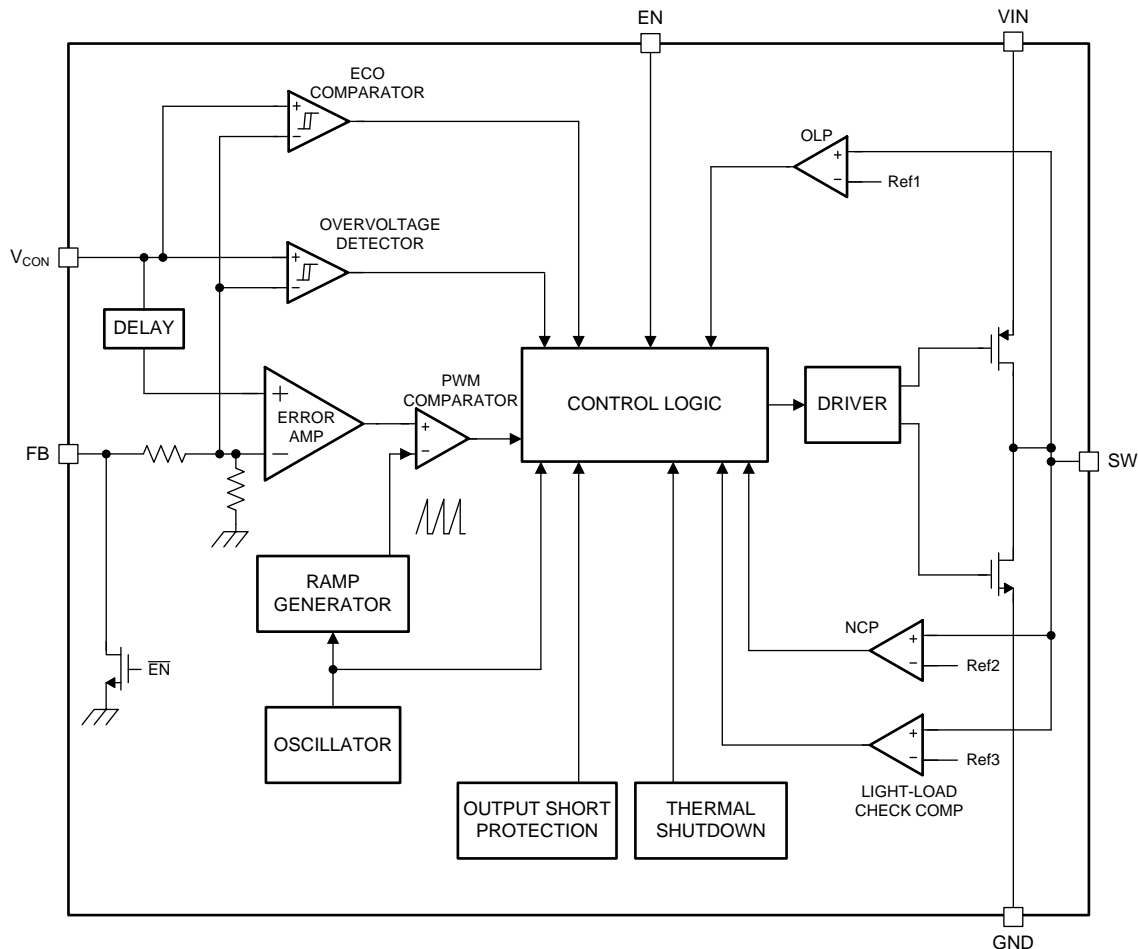 EN
VIN
ECO
COMPARATOR
+
−
OLP
+
−
Ref1
OVERVOLTAGE
DETECTOR
VCON
+
−
DELAY
PWM
COMPARATOR
CONTROL LOGIC
DRIVER
+
ERROR
AMP
−
+
−
FB
SW
RAMP
GENERATOR
NCP
+
−
Ref2
EN
OSCILLATOR
+
−
Ref3
LIGHT-LOAD
CHECK COMP
OUTPUT SHORT
PROTECTION
THERMAL
SHUTDOWN
GND